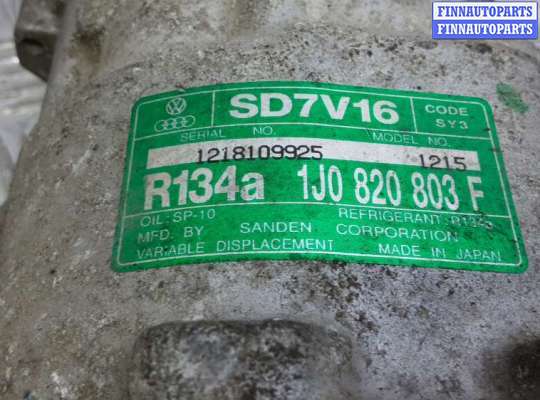 FINNAUTOPARTS
FINNAUTOPARTS
SD7V16
CODE
SY3
SERIAL NO.
MODEL NO.
1218109925
1215
R134a 1J0 820 803 F
OIL: SP-10
REFRIGERANT: R134a
MFD. BY SANDEN CORPORATION
VARIABLE DISPLACEMENT
MADE IN JAPAN